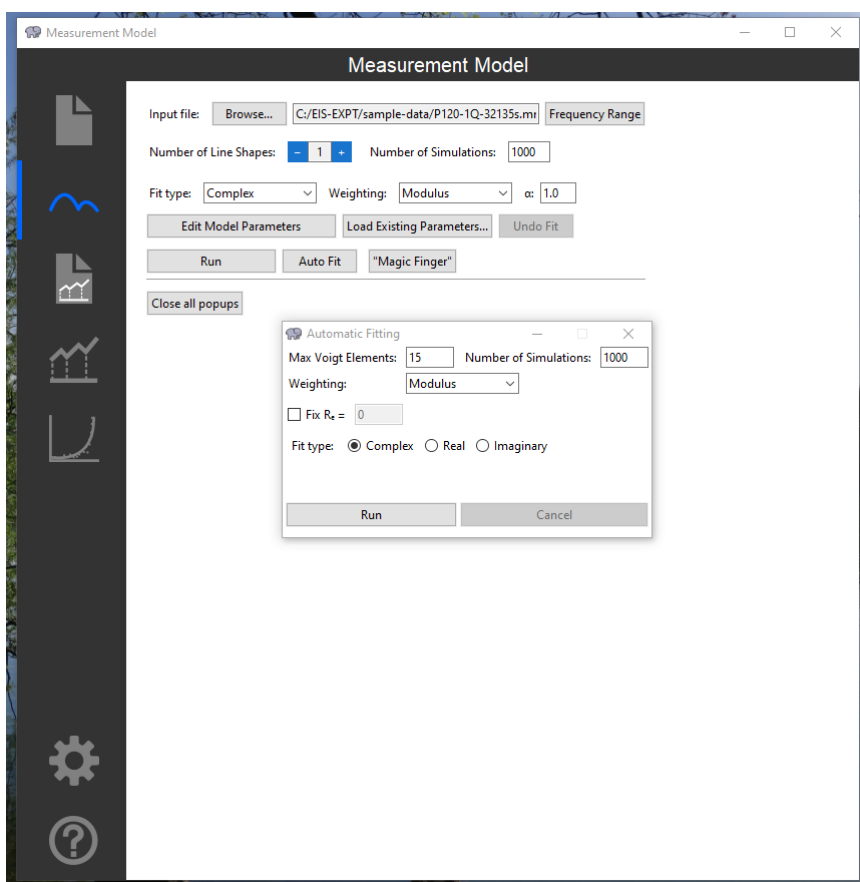 Measurement Model
Measurement Model
Input file: Browse... C:/EIS-EXPT/sample-data/P120-1Q-32135s.mr Frequency Range
Number of Line Shapes: − 1 + Number of Simulations: 1000
Fit type: Complex Weighting: Modulus α: 1.0
Edit Model Parameters Load Existing Parameters... Undo Fit
Run Auto Fit "Magic Finger"
Close all popups
Automatic Fitting
Max Voigt Elements: 15 Number of Simulations: 1000
Weighting: Modulus
Fix Rₑ = 0
Fit type: Complex Real Imaginary
Run Cancel